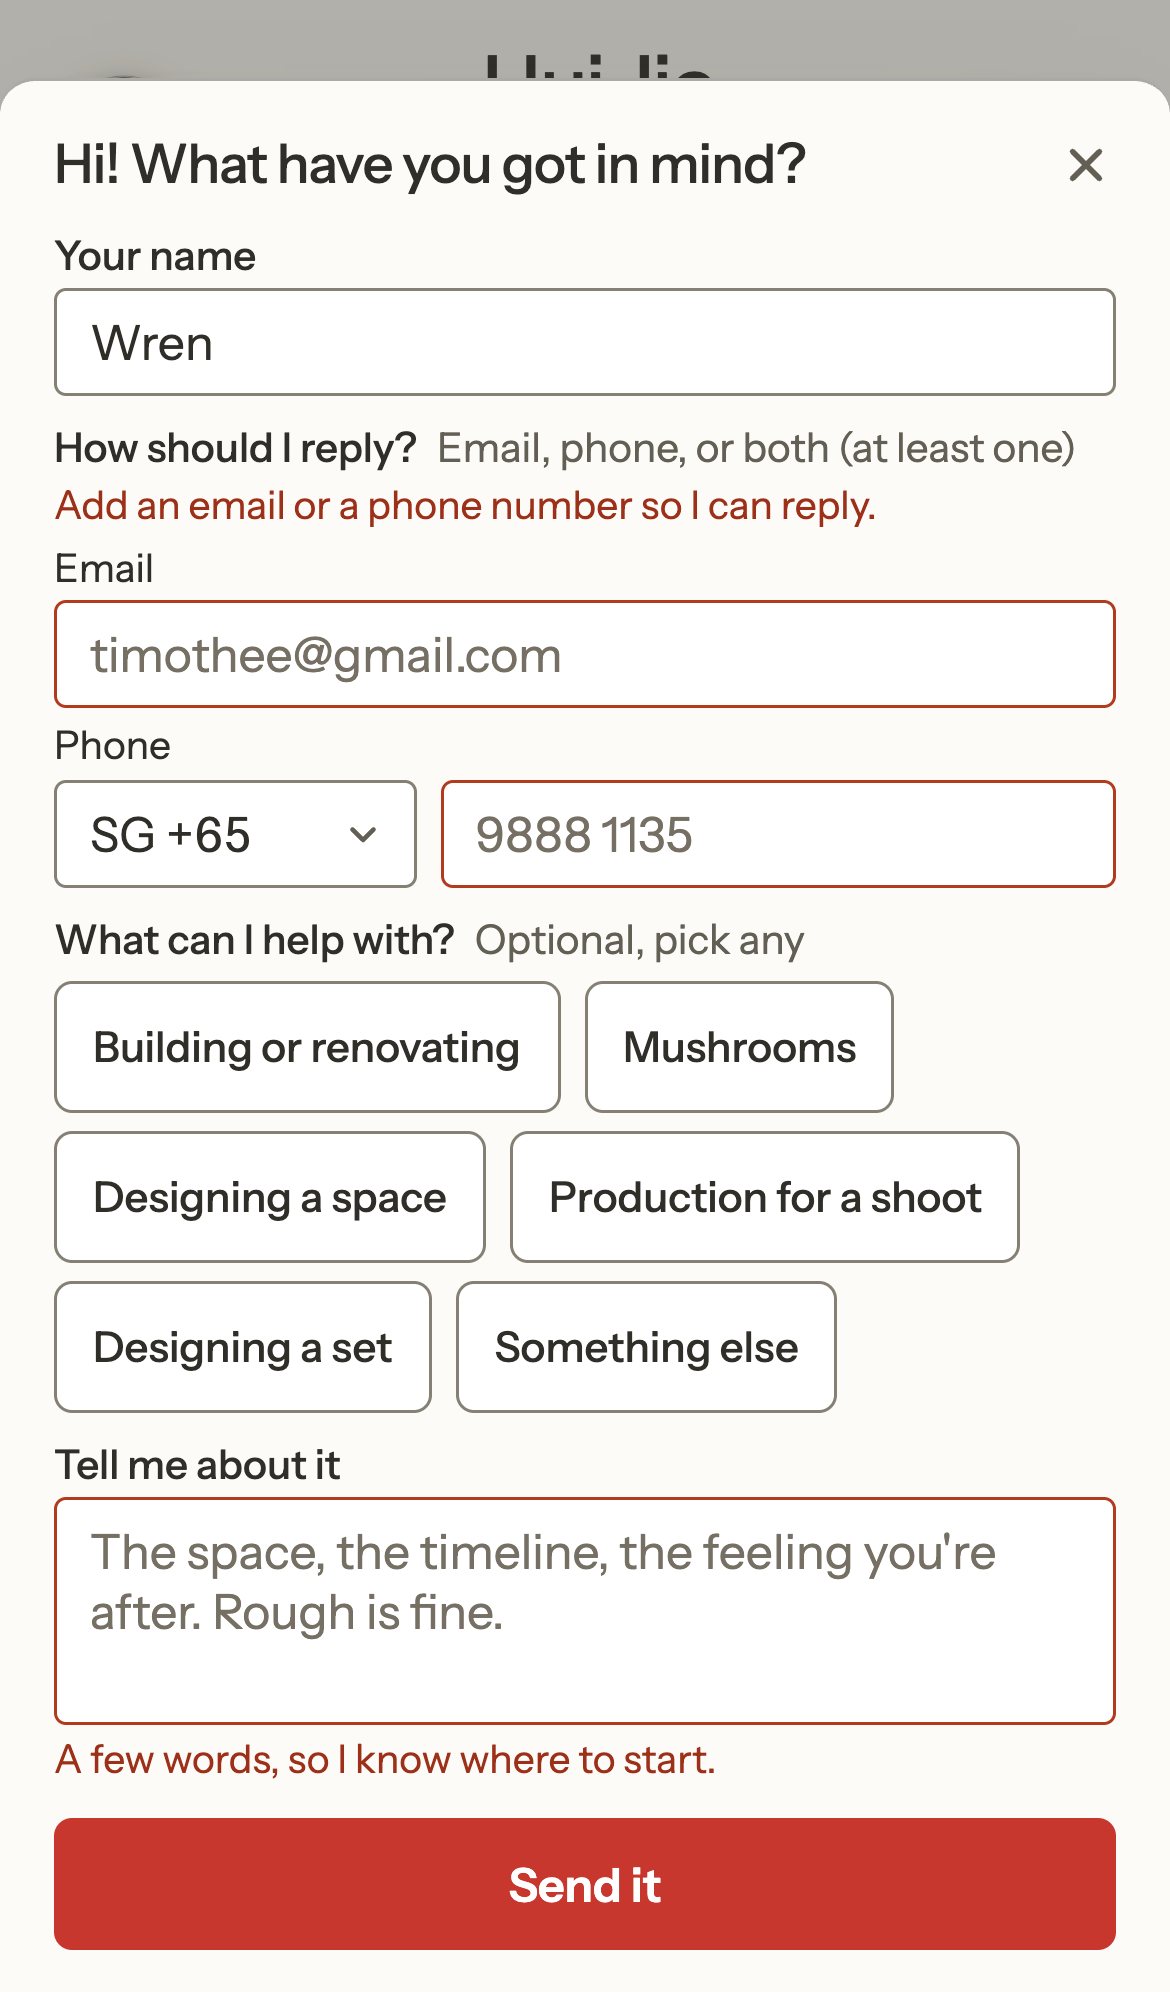 Hi! What have you got in mind?
Your name
Wren
How should I reply? Email, phone, or both (at least one)
Add an email or a phone number so I can reply.
Email
timothee@gmail.com
Phone
SG +65
9888 1135
What can I help with? Optional, pick any
Building or renovating
Mushrooms
Designing a space
Production for a shoot
Designing a set
Something else
Tell me about it
The space, the timeline, the feeling you're
after. Rough is fine.
A few words, so I know where to start.
Send it